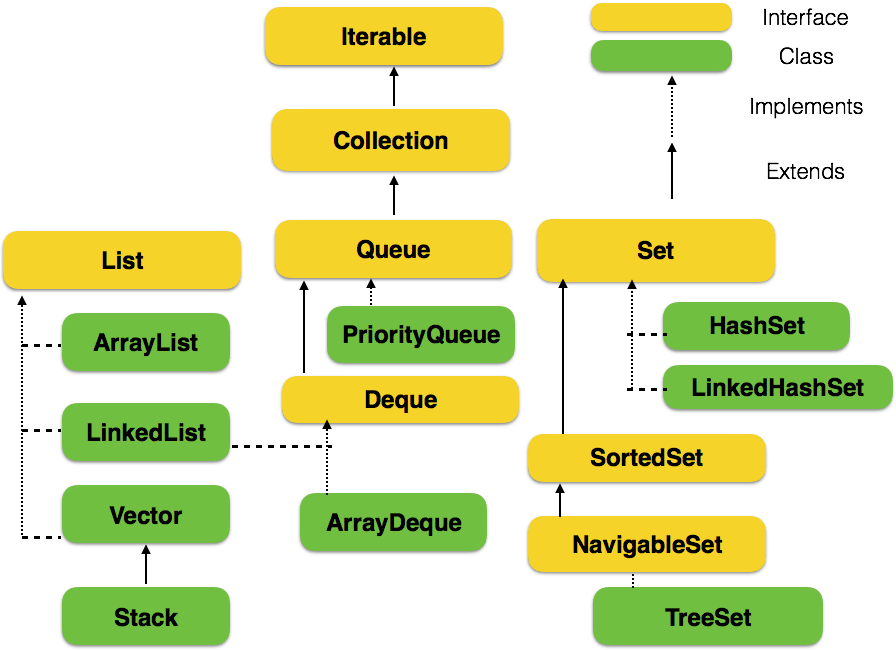 Iterable
Interface
Class
Implements
Extends
Collection
Queue
Set
List
PriorityQueue
HashSet
ArrayList
LinkedHashSet
Deque
LinkedList
SortedSet
Vector
ArrayDeque
NavigableSet
Stack
TreeSet